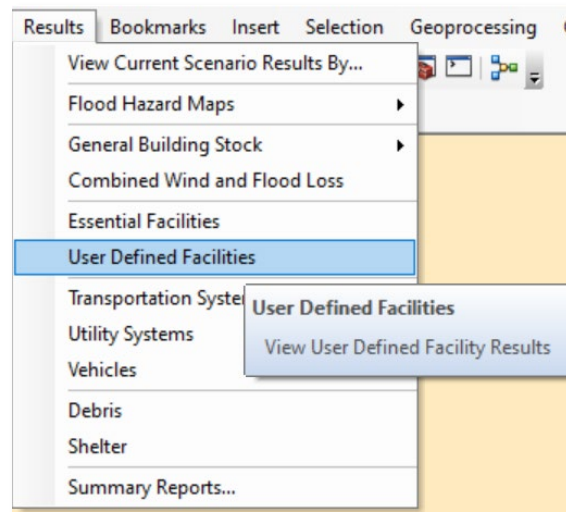 Results Bookmarks Insert Selection Geoprocessing
View Current Scenario Results By...
Flood Hazard Maps
General Building Stock
Combined Wind and Flood Loss
Essential Facilities
User Defined Facilities
Transportation
User Defined Facilities
Utility Systems
View User Defined Facility Results
Vehicles
Debris
Shelter
Summary Reports...